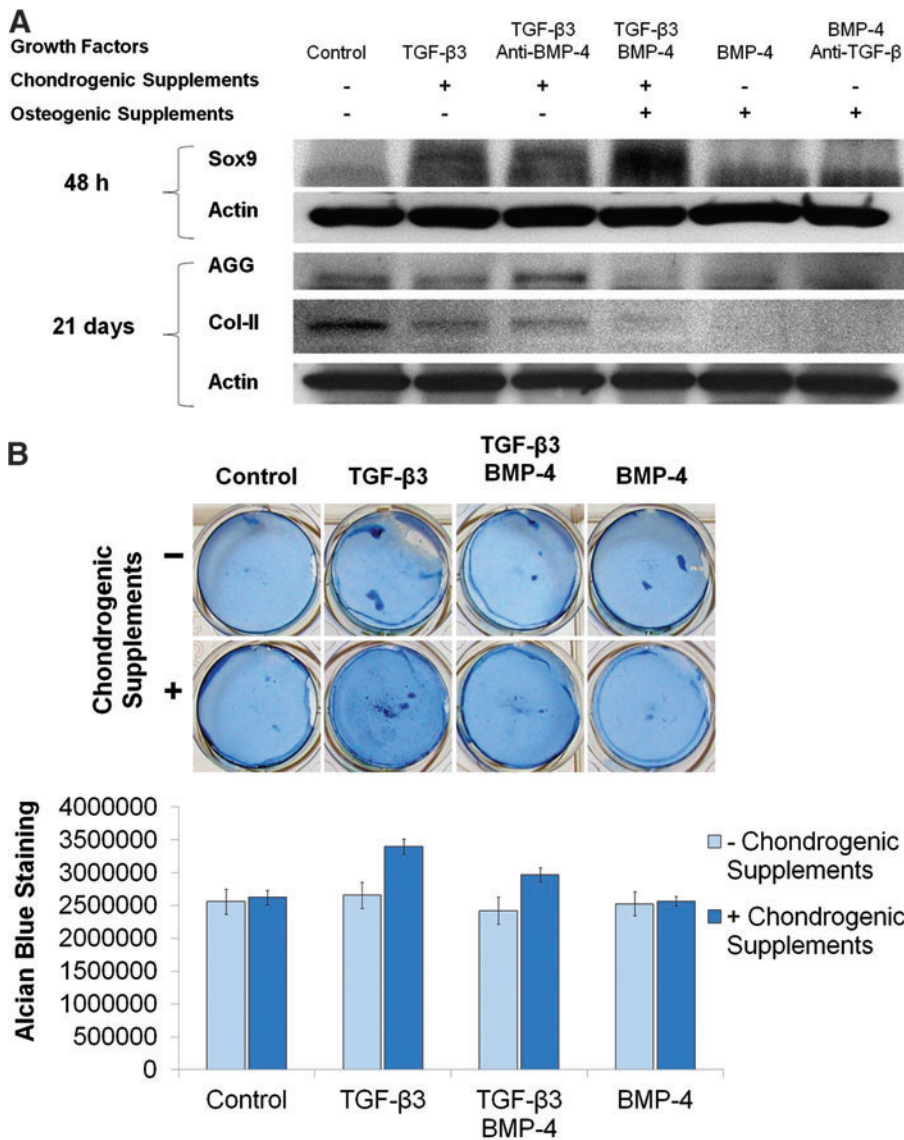 A
Growth Factors
Control
TGF-β3
TGF-β3
Anti-BMP-4
TGF-β3
BMP-4
BMP-4
BMP-4
Anti-TGF-β
Chondrogenic Supplements - + + + - -
Osteogenic Supplements - - - + + +
48 h
Sox9
Actin
21 days
AGG
Col-II
Actin
B
Control
TGF-β3
TGF-β3
BMP-4
BMP-4
Chondrogenic
Supplements
-
+
Alcian Blue Staining
4000000
3500000
3000000
2500000
2000000
1500000
1000000
500000
0
Control
TGF-β3
TGF-β3
BMP-4
BMP-4
- Chondrogenic
Supplements
+ Chondrogenic
Supplements